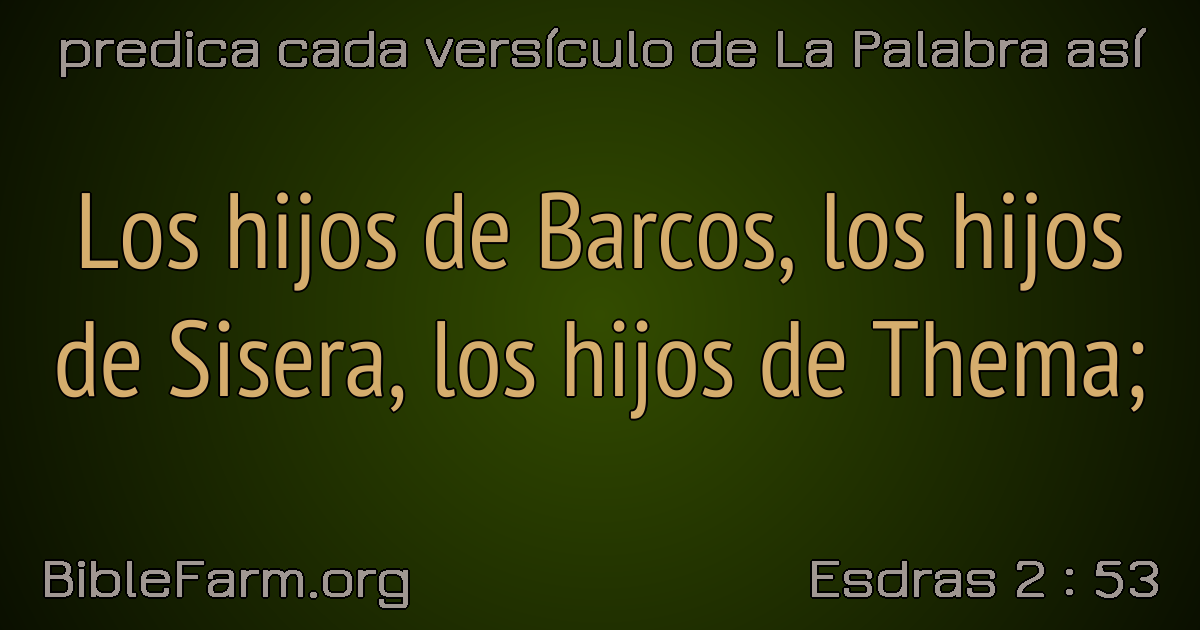 predica cada versículo de La Palabra así
Los hijos de Barcos, los hijos
de Sisera, los hijos de Thema;
BibleFarm.org
Esdras 2 : 53